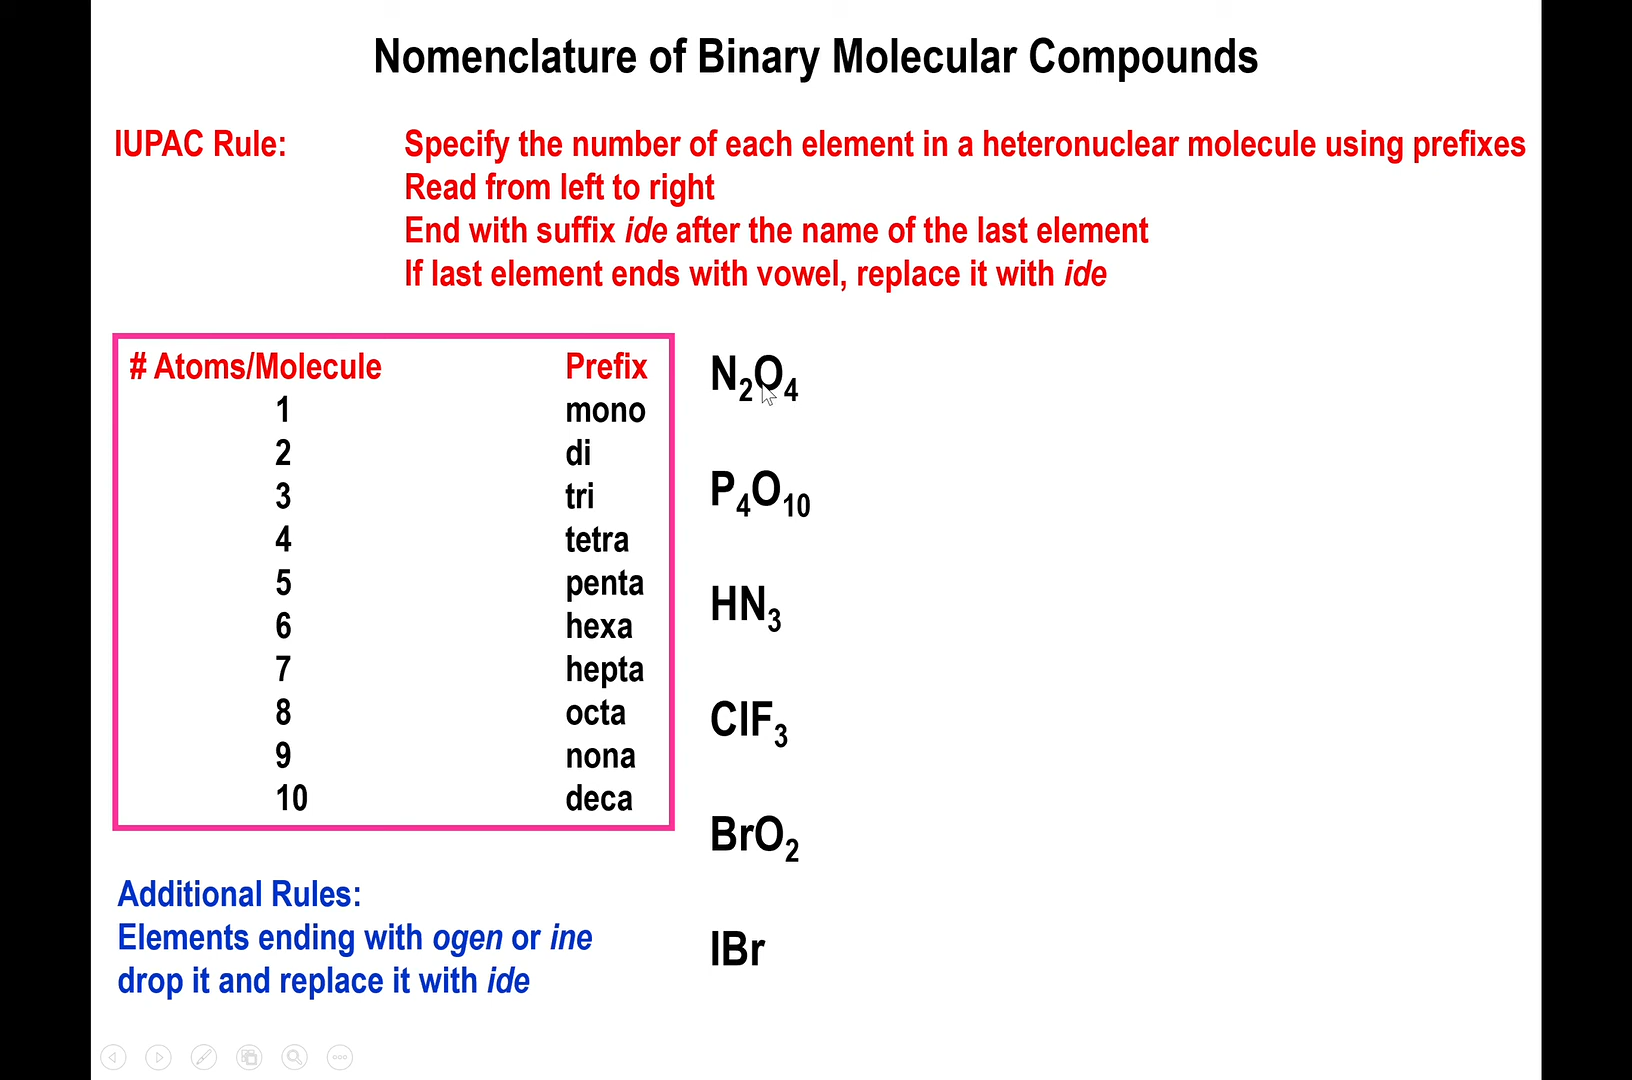 Nomenclature of Binary Molecular Compounds
IUPAC Rule: Specify the number of each element in a heteronuclear molecule using prefixes
Read from left to right
End with suffix ide after the name of the last element
If last element ends with vowel, replace it with ide
# Atoms/Molecule Prefix
1 mono
2 di
3 tri
4 tetra
5 penta
6 hexa
7 hepta
8 octa
9 nona
10 deca
N₂O₄
P₄O₁₀
HN₃
ClF₃
BrO₂
IBr
Additional Rules:
Elements ending with ogen or ine
drop it and replace it with ide